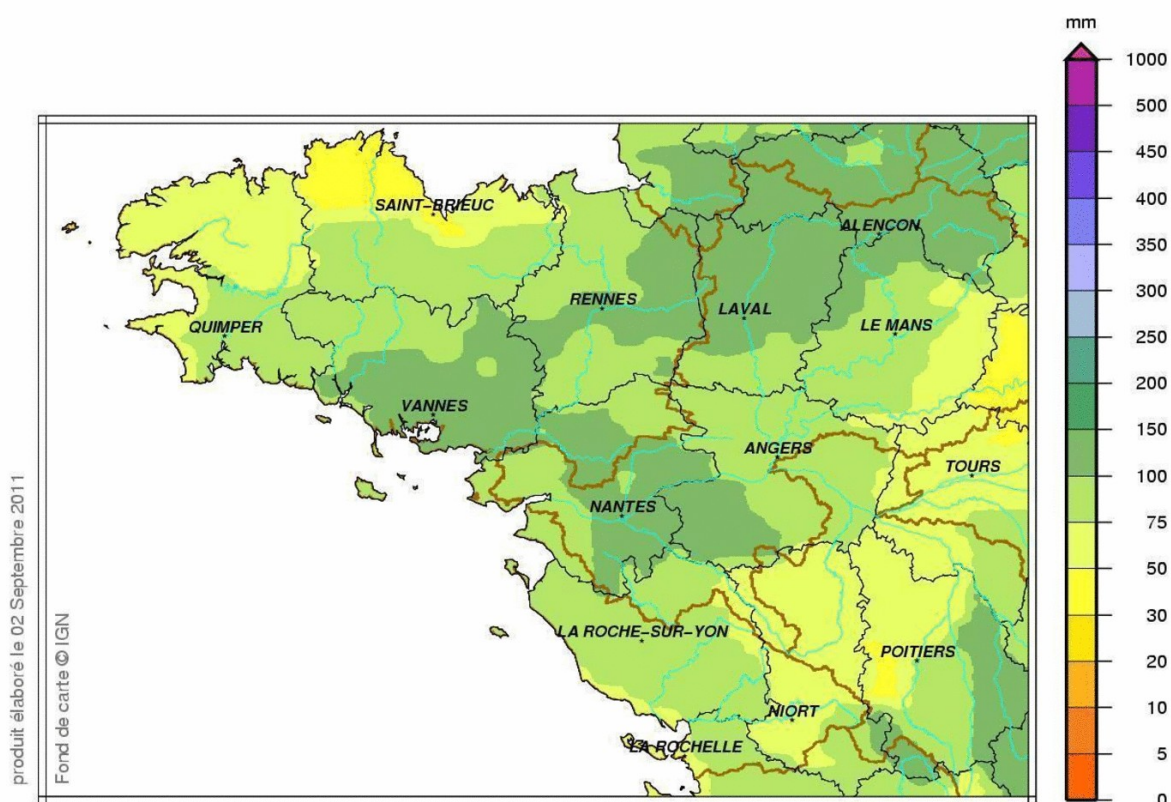 mm
1000
500
450
400
350
300
250
200
150
100
75
50
30
20
10
5
0
SAINT-BRIEUC
ALENCON
RENNES
LAVAL
QUIMPER
LE MANS
VANNES
ANGERS
TOURS
NANTES
LA ROCHE-SUR-YON
POITIERS
NIORT
LA ROCHELLE
produit élaboré le 02 Septembre 2011
Fond de carte © IGN